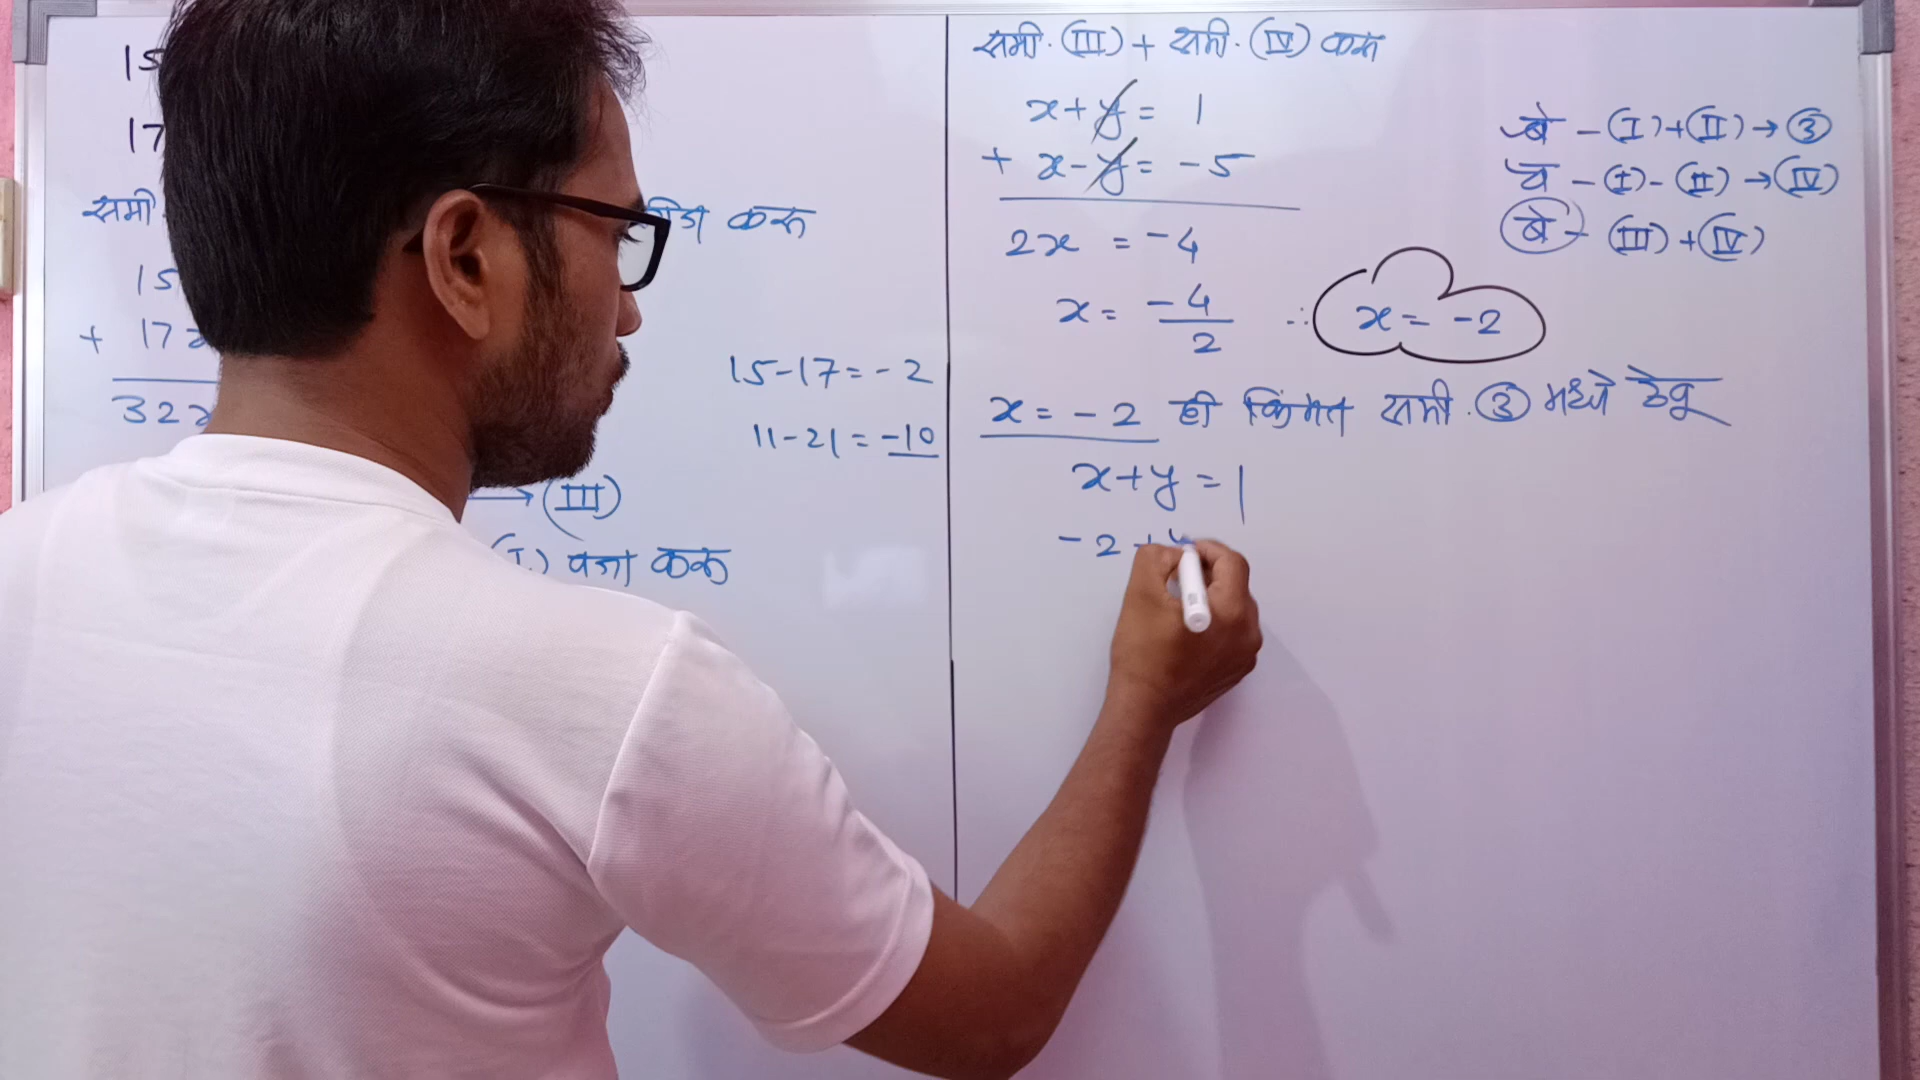 15
17
समी
करू
15
+ 17x
32x
15-17=-2
11-21=-10
→ (III)
(I) वजा करू
समी. (III) + समी. (IV) करू
x+y= 1
+ x-y= -5
2x = -4
x= -4/2 ∴ x= -2
x= -2 ही किंमत समी. (3) मध्ये ठेवू
x+y=1
-2+y
बे - (I)+(II)→(3)
व - (I)-(II)→(IV)
बे - (III)+(IV)